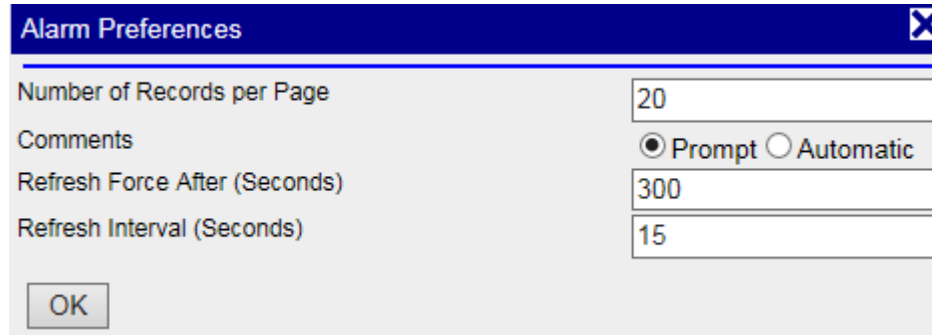 Alarm Preferences
Number of Records per Page 20
Comments Prompt Automatic
Refresh Force After (Seconds) 300
Refresh Interval (Seconds) 15
OK